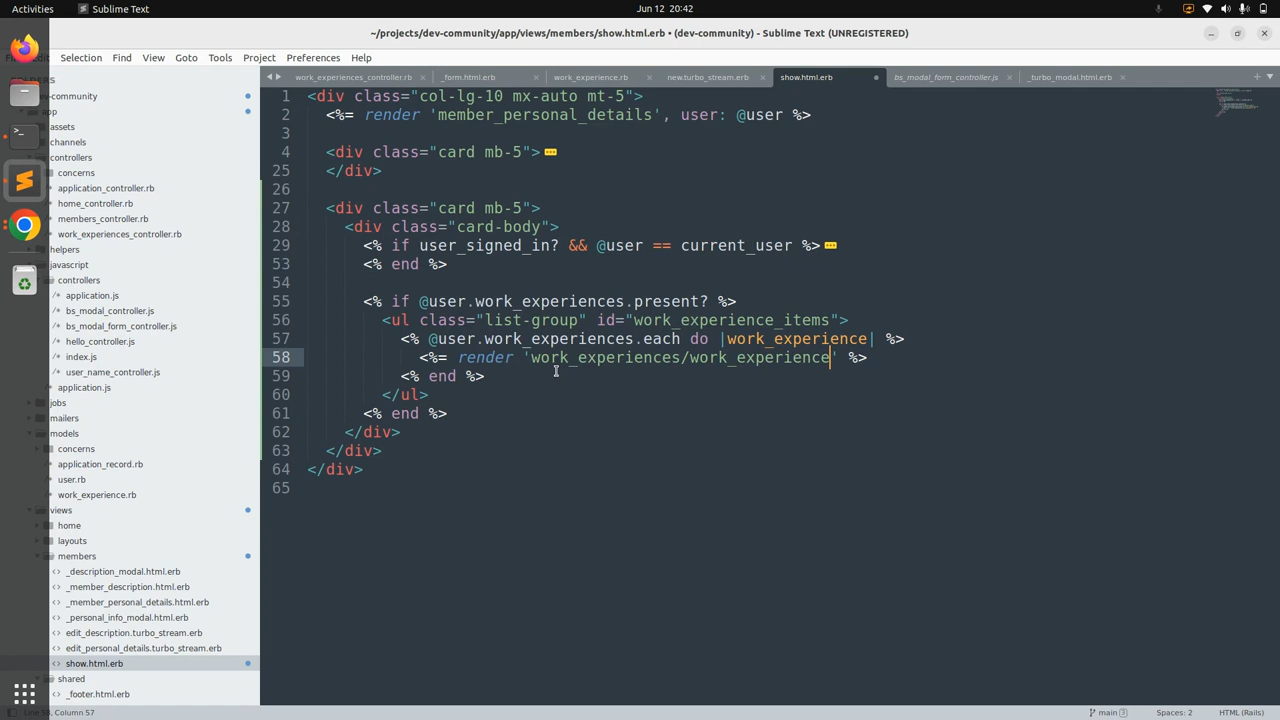 Activities
Sublime Text
Jun 12 20:42
~/projects/dev-community/app/views/members/show.html.erb • (dev-community) - Sublime Text (UNREGISTERED)
Selection Find View Goto Tools Project Preferences Help
work_experiences_controller.rb
_form.html.erb
work_experience.rb
new.turbo_stream.erb
show.html.erb
bs_modal_form_controller.js
_turbo_modal.html.erb
app
assets
channels
controllers
concerns
application_controller.rb
home_controller.rb
members_controller.rb
work_experiences_controller.rb
helpers
javascript
controllers
/* application.js
/* bs_modal_controller.js
/* bs_modal_form_controller.js
/* hello_controller.js
/* index.js
/* user_name_controller.js
/* application.js
jobs
mailers
models
concerns
application_record.rb
user.rb
work_experience.rb
views
home
layouts
members
<> _description_modal.html.erb
<> _member_description.html.erb
<> _member_personal_details.html.erb
<> _personal_info_modal.html.erb
<> edit_description.turbo_stream.erb
<> edit_personal_details.turbo_stream.erb
<> show.html.erb
shared
<> _footer.html.erb
1 <div class="col-lg-10 mx-auto mt-5">
2 <%= render 'member_personal_details', user: @user %>
3
4 <div class="card mb-5">
25 </div>
26
27 <div class="card mb-5">
28 <div class="card-body">
29 <% if user_signed_in? && @user == current_user %>
53 <% end %>
54
55 <% if @user.work_experiences.present? %>
56 <ul class="list-group" id="work_experience_items">
57 <% @user.work_experiences.each do |work_experience| %>
58 <%= render 'work_experiences/work_experience' %>
59 <% end %>
60 </ul>
61 <% end %>
62 </div>
63 </div>
64 </div>
65
Column 57
main 3
Spaces: 2
HTML (Rails)